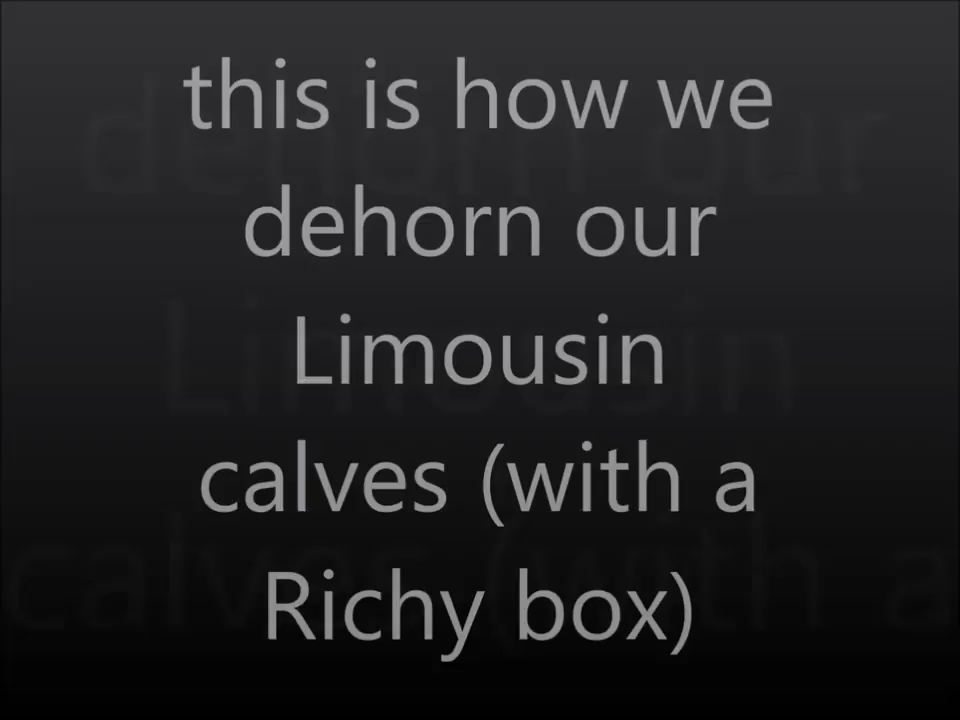 this is how we
dehorn our
Limousin
calves (with a
Richy box)